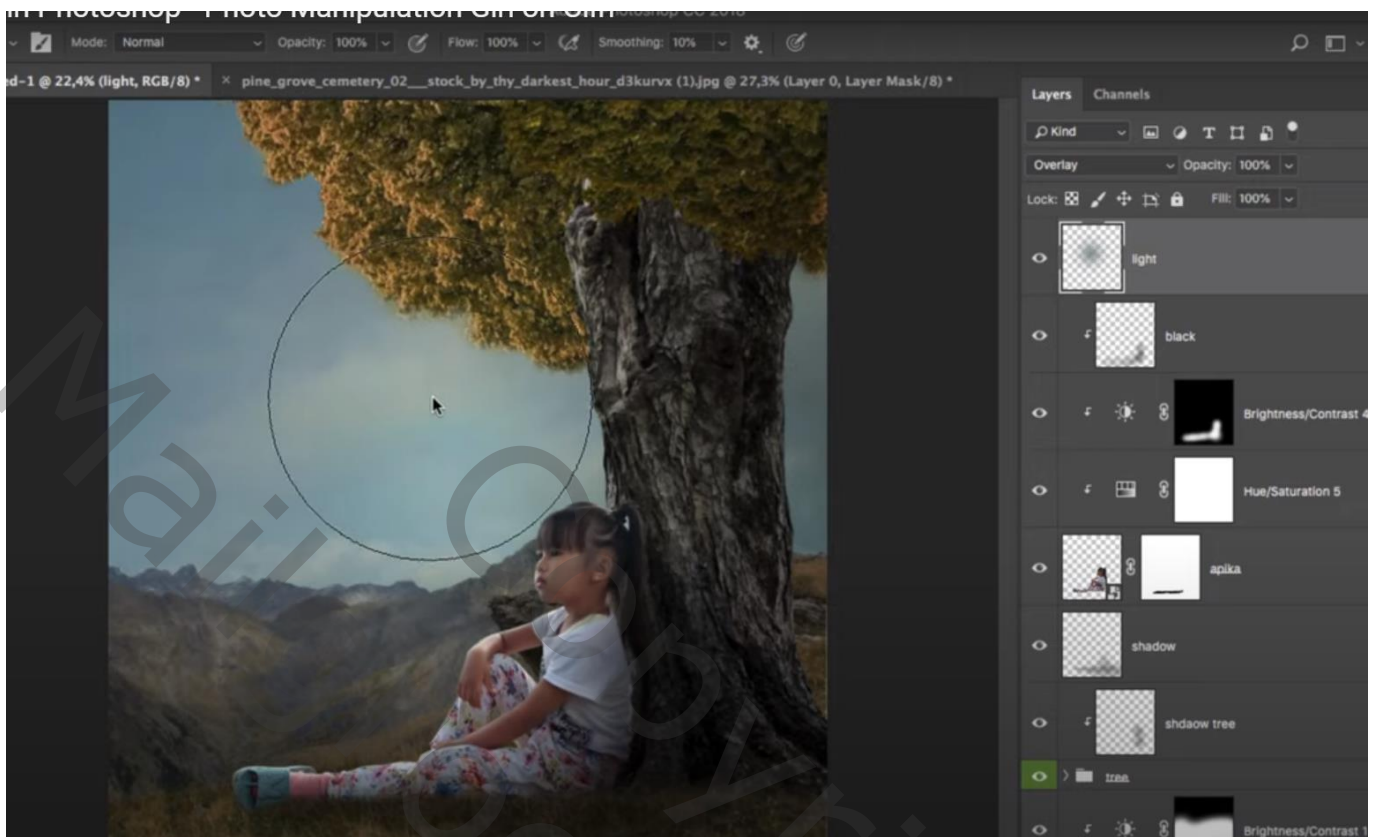 Mode: Normal Opacity: 100% Flow: 100% Smoothing: 10%
ed-1 @ 22,4% (light, RGB/8) * × pine_grove_cemetery_02___stock_by_thy_darkest_hour_d3kurvx (1).jpg @ 27,3% (Layer 0, Layer Mask/8) *
Layers Channels
Kind
Overlay Opacity: 100%
Lock: Fill: 100%
light
black
Brightness/Contrast 4
Hue/Saturation 5
apika
shadow
shdaow tree
tree
Brightness/Contrast 1